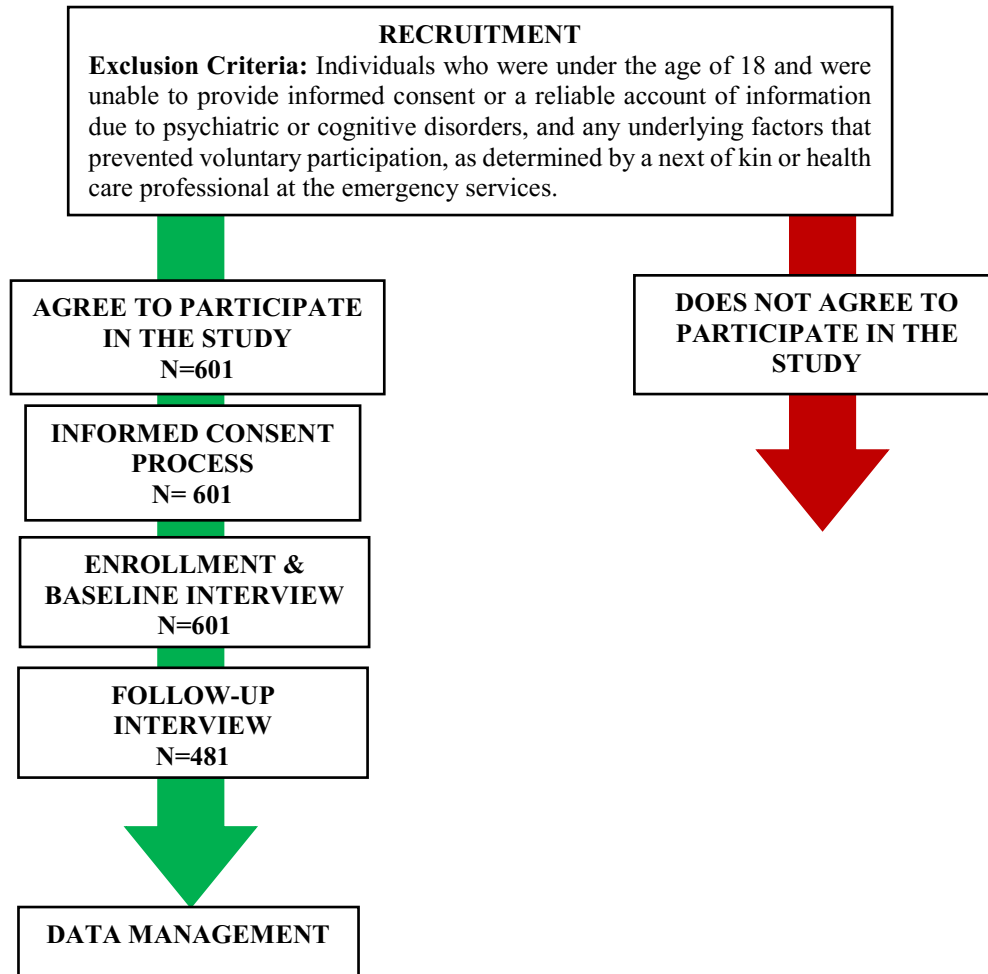 RECRUITMENT
Exclusion Criteria: Individuals who were under the age of 18 and were
unable to provide informed consent or a reliable account of information
due to psychiatric or cognitive disorders, and any underlying factors that
prevented voluntary participation, as determined by a next of kin or health
care professional at the emergency services.
AGREE TO PARTICIPATE
IN THE STUDY
N=601
DOES NOT AGREE TO
PARTICIPATE IN THE
STUDY
INFORMED CONSENT
PROCESS
N= 601
ENROLLMENT &
BASELINE INTERVIEW
N=601
FOLLOW-UP
INTERVIEW
N=481
DATA MANAGEMENT